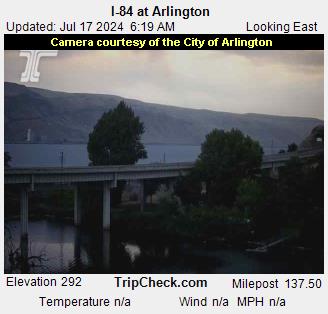 I-84 at Arlington
Updated: Jul 17 2024 6:19 AM Looking East
Camera courtesy of the City of Arlington
Elevation 292 TripCheck.com Milepost 137.50
Temperature n/a Wind n/a MPH n/a